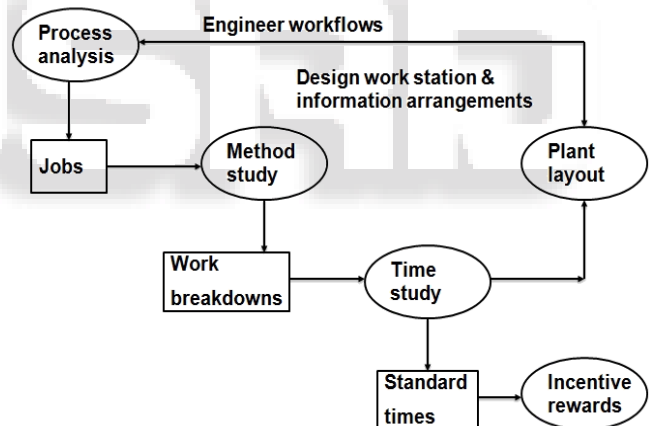 Engineer workflows
Process
analysis
Design work station &
information arrangements
Jobs
Method
study
Plant
layout
Work
breakdowns
Time
study
Standard
times
Incentive
rewards